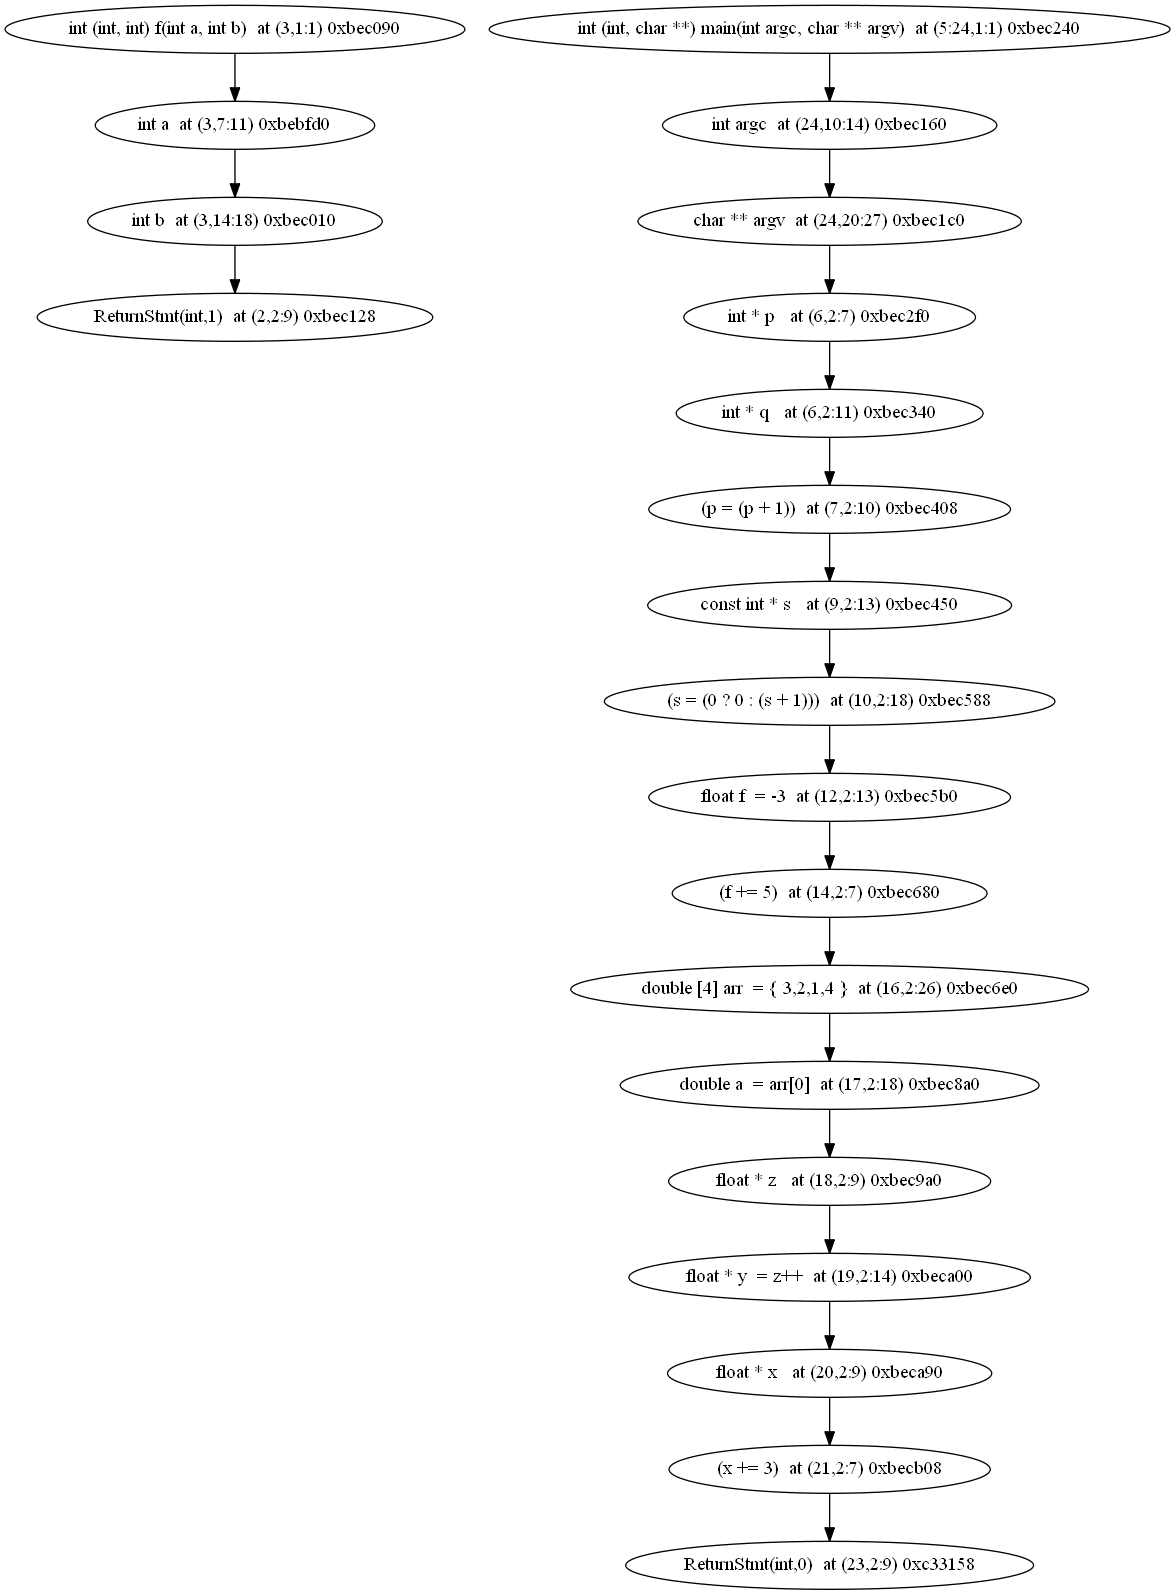 int (int, int) f(int a, int b)  at (3,1:1) 0xbec090
int a  at (3,7:11) 0xbebfd0
int b  at (3,14:18) 0xbec010
ReturnStmt(int,1)  at (2,2:9) 0xbec128
int (int, char **) main(int argc, char ** argv)  at (5:24,1:1) 0xbec240
int argc  at (24,10:14) 0xbec160
char ** argv  at (24,20:27) 0xbec1c0
int * p   at (6,2:7) 0xbec2f0
int * q   at (6,2:11) 0xbec340
(p = (p + 1))  at (7,2:10) 0xbec408
const int * s   at (9,2:13) 0xbec450
(s = (0 ? 0 : (s + 1)))  at (10,2:18) 0xbec588
float f  = -3  at (12,2:13) 0xbec5b0
(f += 5)  at (14,2:7) 0xbec680
double [4] arr  = { 3,2,1,4 }  at (16,2:26) 0xbec6e0
double a  = arr[0]  at (17,2:18) 0xbec8a0
float * z   at (18,2:9) 0xbec9a0
float * y  = z++  at (19,2:14) 0xbeca00
float * x   at (20,2:9) 0xbeca90
(x += 3)  at (21,2:7) 0xbecb08
ReturnStmt(int,0)  at (23,2:9) 0xc33158